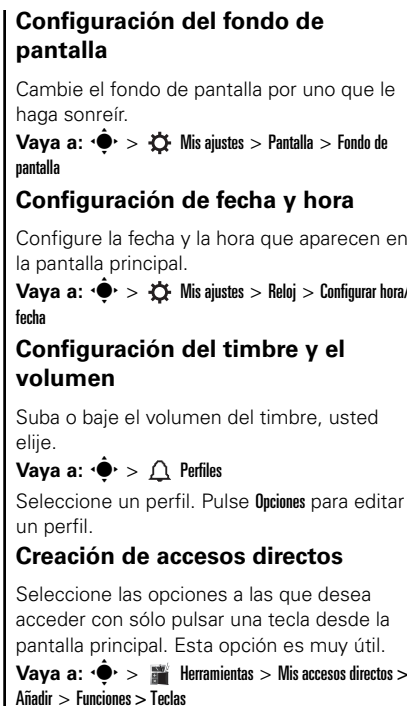 Configuración del fondo de
pantalla
Cambie el fondo de pantalla por uno que le
haga sonreír.
Vaya a: > Mis ajustes > Pantalla > Fondo de
pantalla
Configuración de fecha y hora
Configure la fecha y la hora que aparecen en
la pantalla principal.
Vaya a: > Mis ajustes > Reloj > Configurar hora/
fecha
Configuración del timbre y el
volumen
Suba o baje el volumen del timbre, usted
elije.
Vaya a: > Perfiles
Seleccione un perfil. Pulse Opciones para editar
un perfil.
Creación de accesos directos
Seleccione las opciones a las que desea
acceder con sólo pulsar una tecla desde la
pantalla principal. Esta opción es muy útil.
Vaya a: > Herramientas > Mis accesos directos >
Añadir > Funciones > Teclas